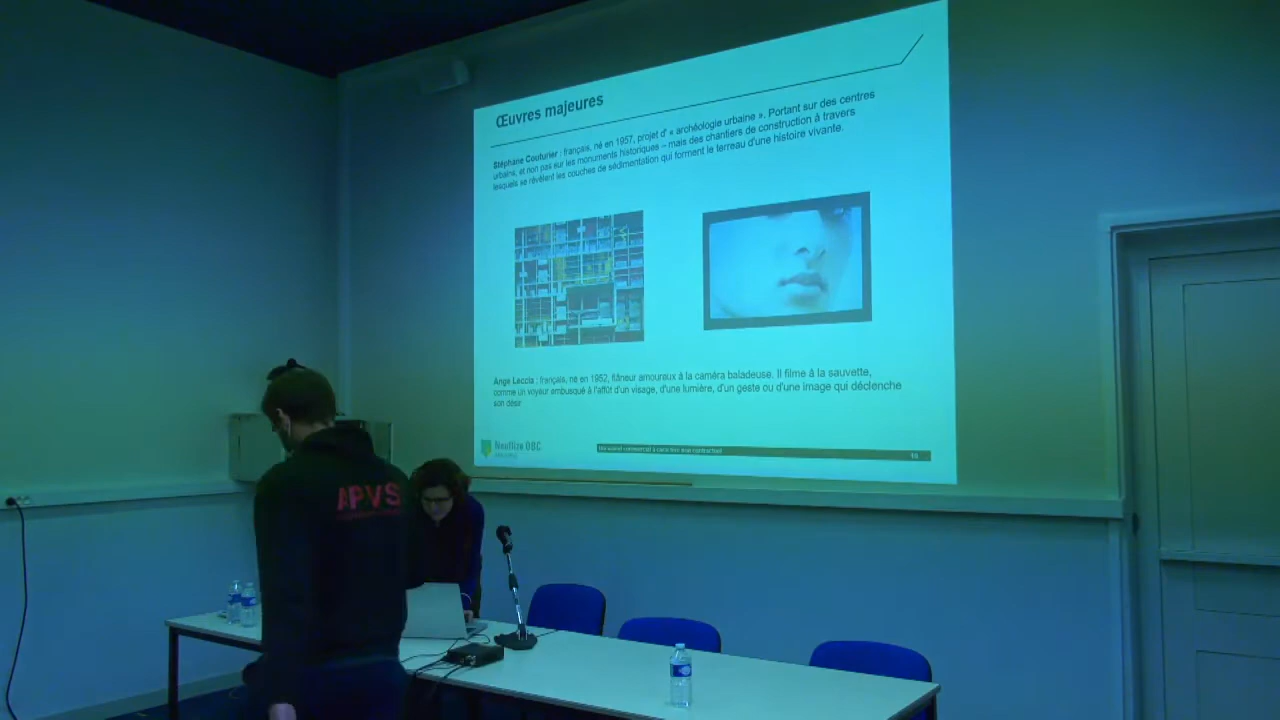 Œuvres majeures
Stéphane Couturier : français, né en 1957, projet d' « archéologie urbaine ». Portant sur des centres
urbains, et non pas sur les monuments historiques – mais des chantiers de construction à travers
lesquels se révèlent les couches de sédimentation qui forment le terreau d'une histoire vivante.
Ange Leccia : français, né en 1952, flâneur amoureux à la caméra baladeuse. Il filme à la sauvette,
comme un voyeur embusqué à l'affût d'un visage, d'une lumière, d'un geste ou d'une image qui déclenche
son désir
Neuflize OBC
APVS